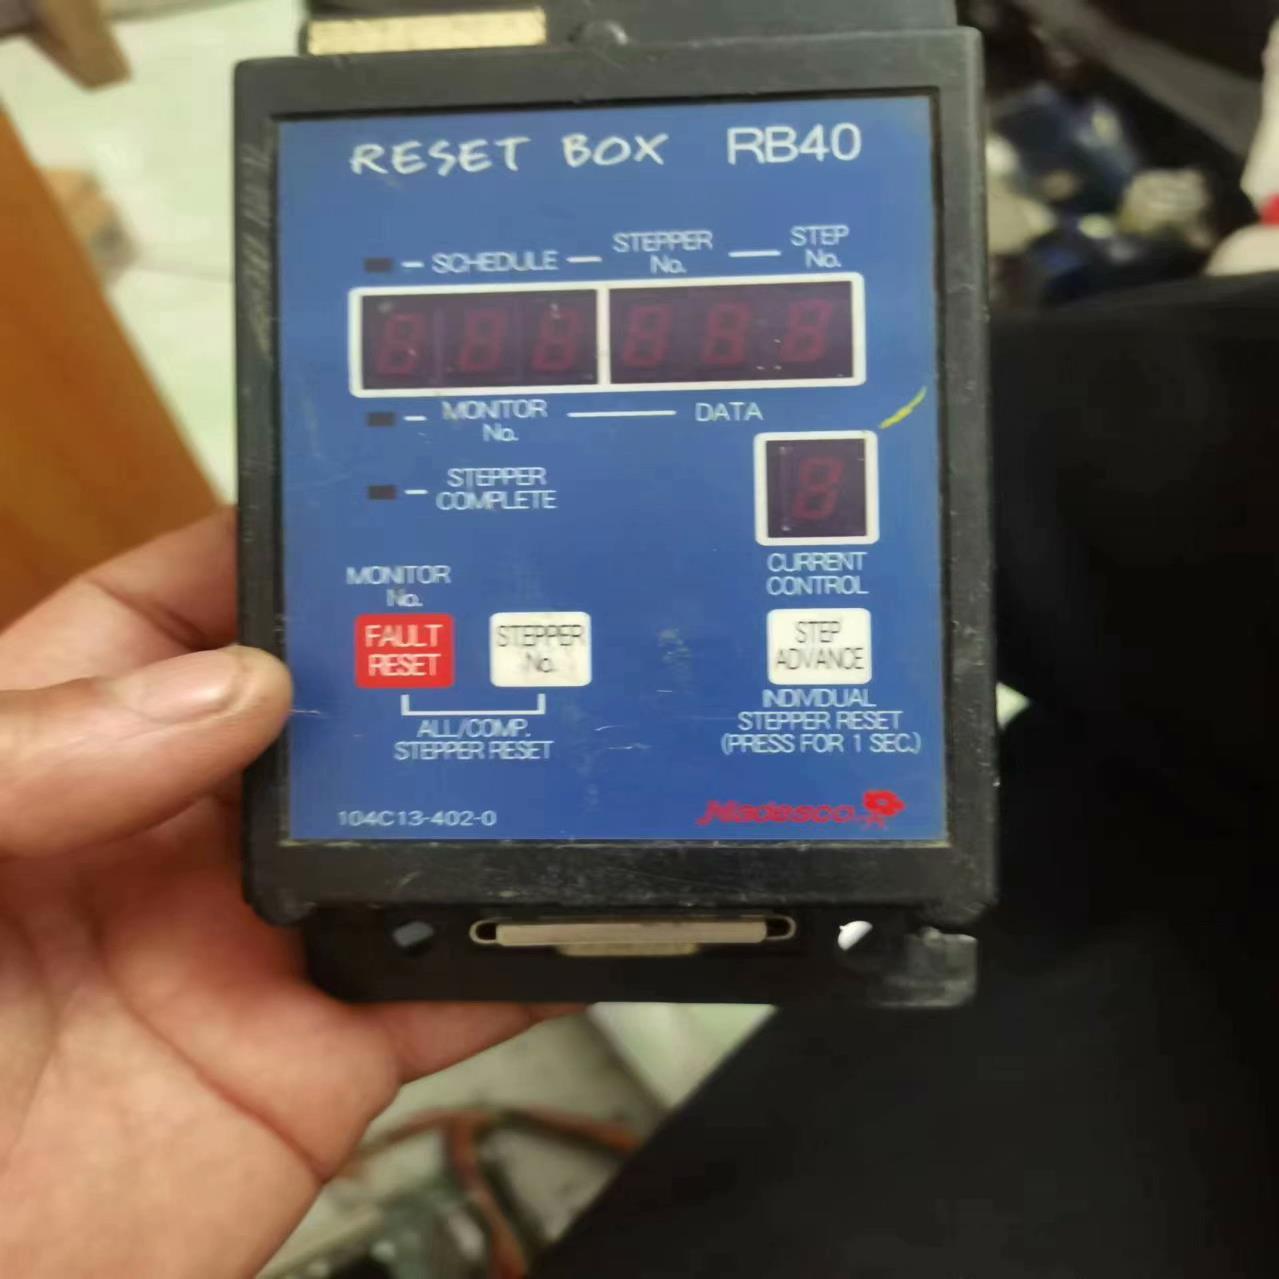 RESET BOX RB40
SCHEDULE — STEPPER No. — STEP No.
MONITOR No. — DATA
STEPPER COMPLETE
CURRENT CONTROL
MONITOR No.
FAULT RESET
STEPPER No.
STEP ADVANCE
ALL/COMP. STEPPER RESET
INDIVIDUAL STEPPER RESET (PRESS FOR 1 SEC.)
104C13-402-0
Nadesco